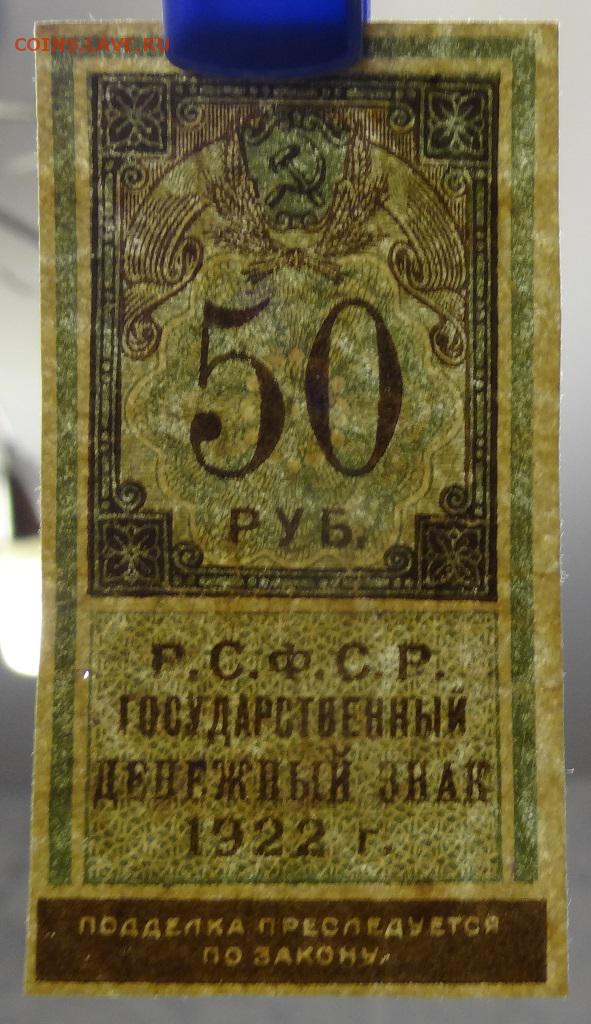 COINS.LAVE.RU
50
РУБ.
Р.С.Ф.С.Р.
ГОСУДАРСТВЕННЫЙ
ДЕНЕЖНЫЙ ЗНАК
1922 г.
ПОДДЕЛКА ПРЕСЛЕДУЕТСЯ
ПО ЗАКОНУ.